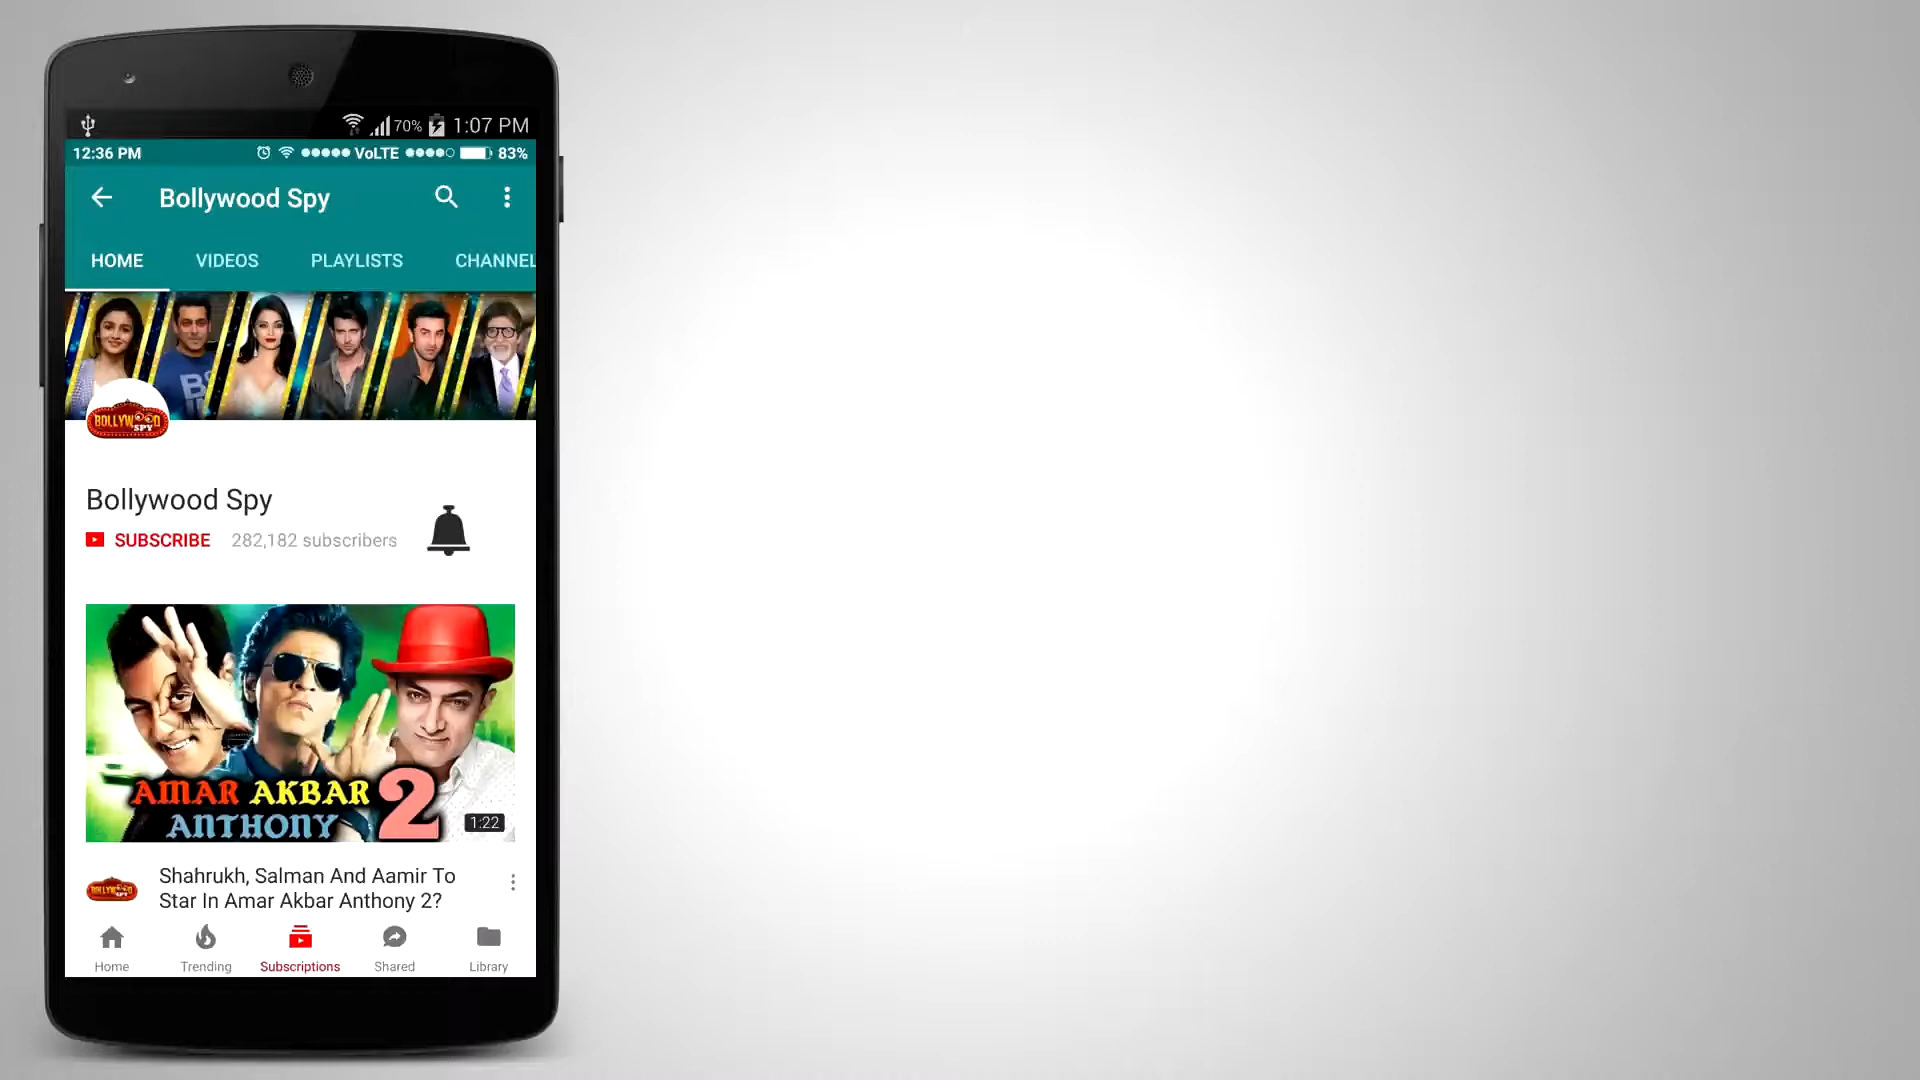 70% 1:07 PM
12:36 PM VoLTE 83%
Bollywood Spy
HOME VIDEOS PLAYLISTS CHANNEL
BOLLYWOOD
SPY
Bollywood Spy
SUBSCRIBE 282,182 subscribers
AMAR AKBAR
ANTHONY 2
1:22
Shahrukh, Salman And Aamir To
Star In Amar Akbar Anthony 2?
BOLLYWOOD
SPY
Home Trending Subscriptions Shared Library